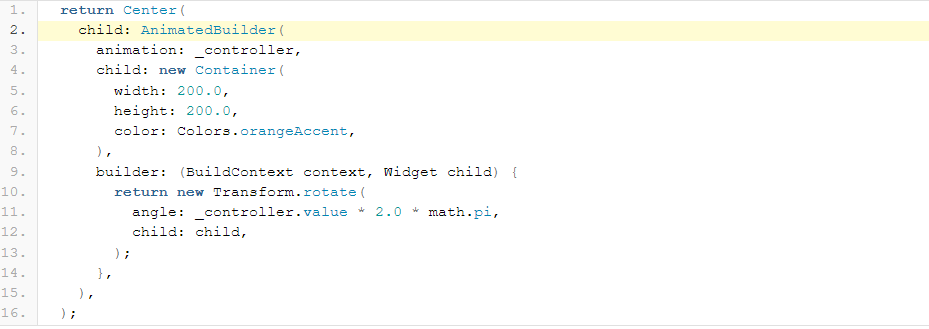 1. return Center(
2. child: AnimatedBuilder(
3. animation: _controller,
4. child: new Container(
5. width: 200.0,
6. height: 200.0,
7. color: Colors.orangeAccent,
8. ),
9. builder: (BuildContext context, Widget child) {
10. return new Transform.rotate(
11. angle: _controller.value * 2.0 * math.pi,
12. child: child,
13. );
14. },
15. ),
16. );